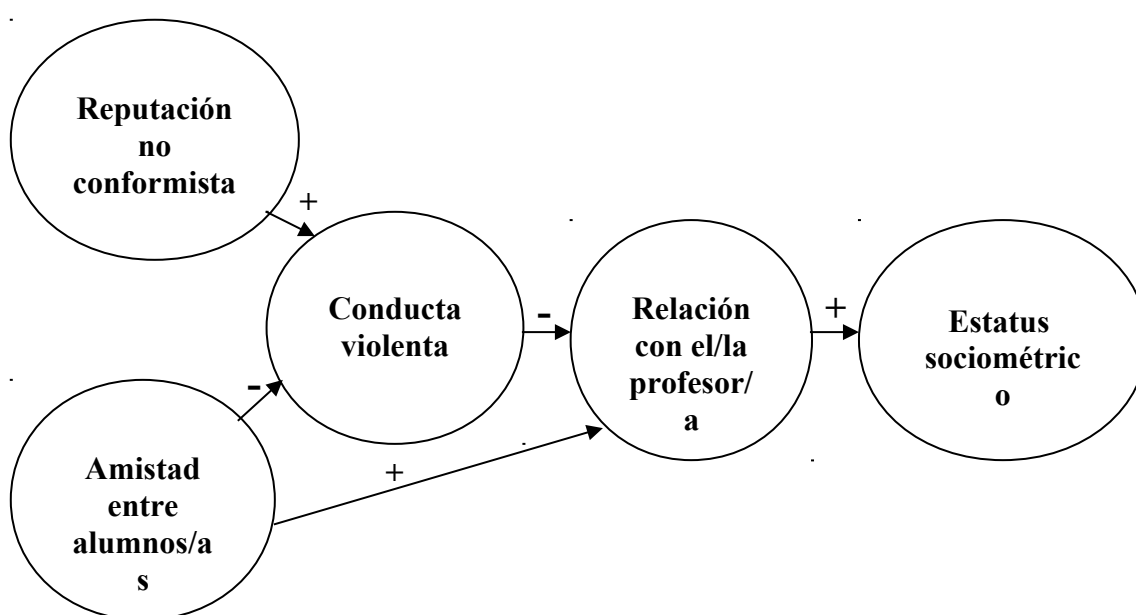 Reputación
no
conformista
+
Conducta
violenta
-
Relación
con el/la
profesor/
a
+
Estatus
sociométric
o
-
Amistad
entre
alumnos/a
s
+